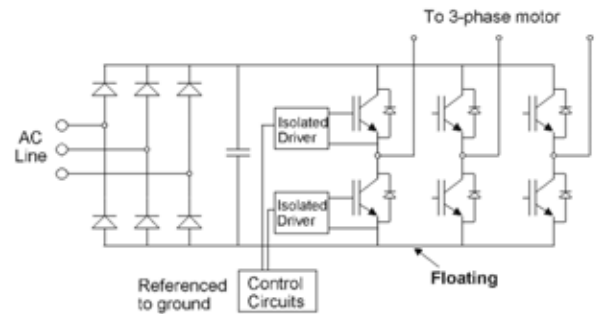 To 3-phase motor
AC
Line
Isolated
Driver
Isolated
Driver
Referenced
to ground
Control
Circuits
Floating